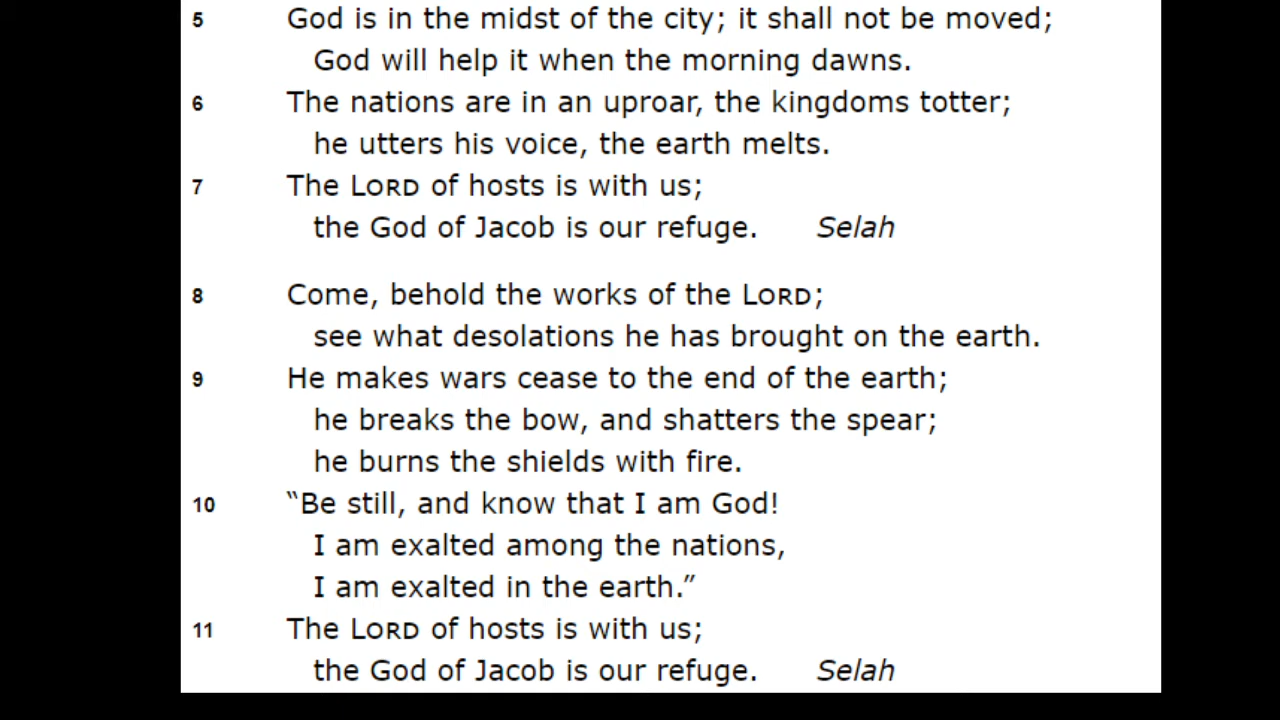 5 God is in the midst of the city; it shall not be moved;
God will help it when the morning dawns.
6 The nations are in an uproar, the kingdoms totter;
he utters his voice, the earth melts.
7 The LORD of hosts is with us;
the God of Jacob is our refuge. Selah
8 Come, behold the works of the LORD;
see what desolations he has brought on the earth.
9 He makes wars cease to the end of the earth;
he breaks the bow, and shatters the spear;
he burns the shields with fire.
10 “Be still, and know that I am God!
I am exalted among the nations,
I am exalted in the earth.”
11 The LORD of hosts is with us;
the God of Jacob is our refuge. Selah